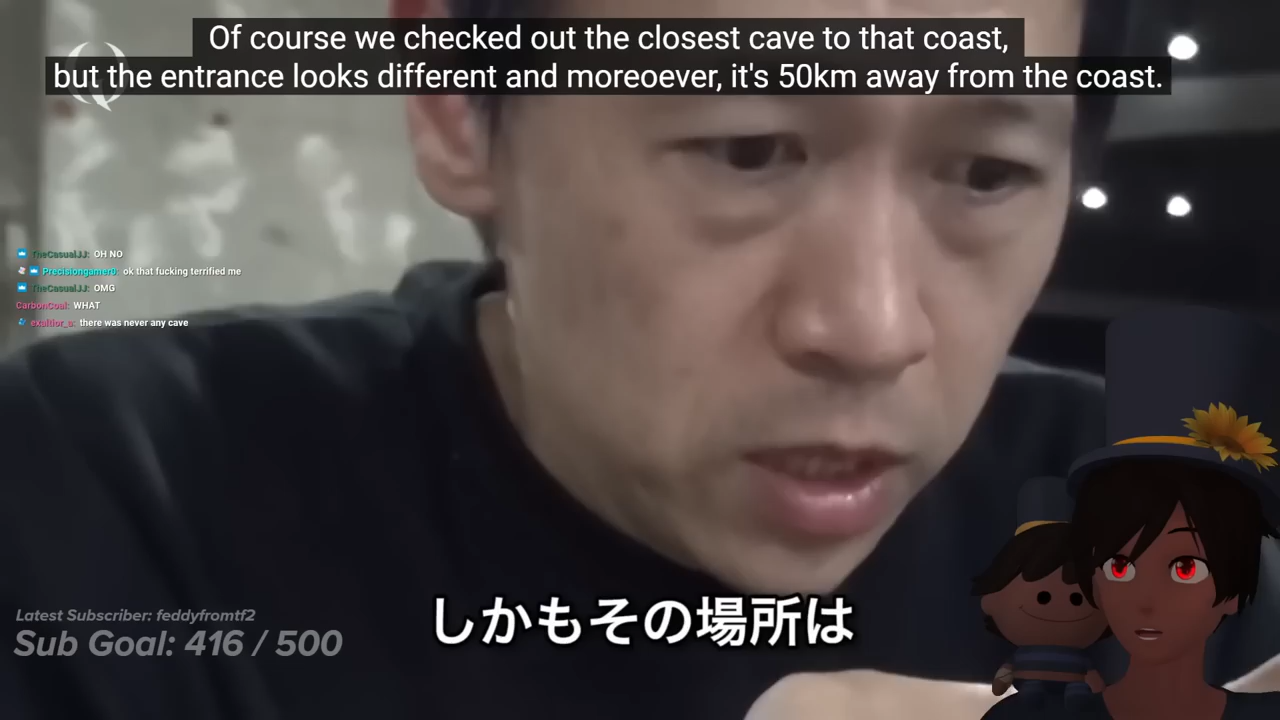 Of course we checked out the closest cave to that coast,
but the entrance looks different and moreoever, it's 50km away from the coast.
TheCasualJJ: OH NO
Precisiongamer0: ok that fucking terrified me
TheCasualJJ: OMG
CarbonCoal: WHAT
exaltior_a: there was never any cave
しかもその場所は
Latest Subscriber: feddyfromtf2
Sub Goal: 416 / 500